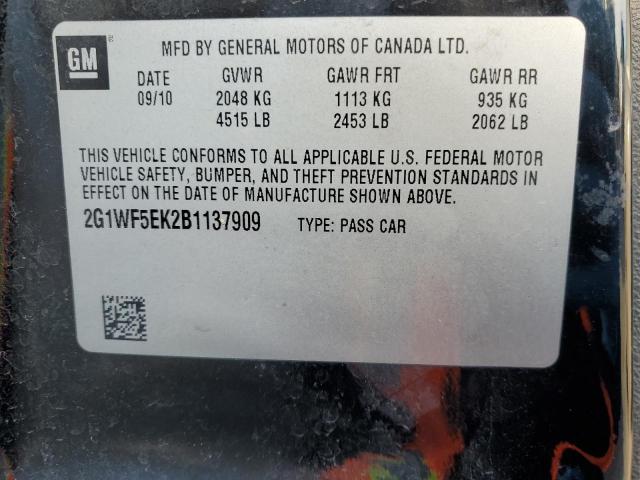 GM
MFD BY GENERAL MOTORS OF CANADA LTD.
DATE GVWR GAWR FRT GAWR RR
09/10 2048 KG 1113 KG 935 KG
4515 LB 2453 LB 2062 LB
THIS VEHICLE CONFORMS TO ALL APPLICABLE U.S. FEDERAL MOTOR
VEHICLE SAFETY, BUMPER, AND THEFT PREVENTION STANDARDS IN
EFFECT ON THE DATE OF MANUFACTURE SHOWN ABOVE.
2G1WF5EK2B1137909 TYPE: PASS CAR